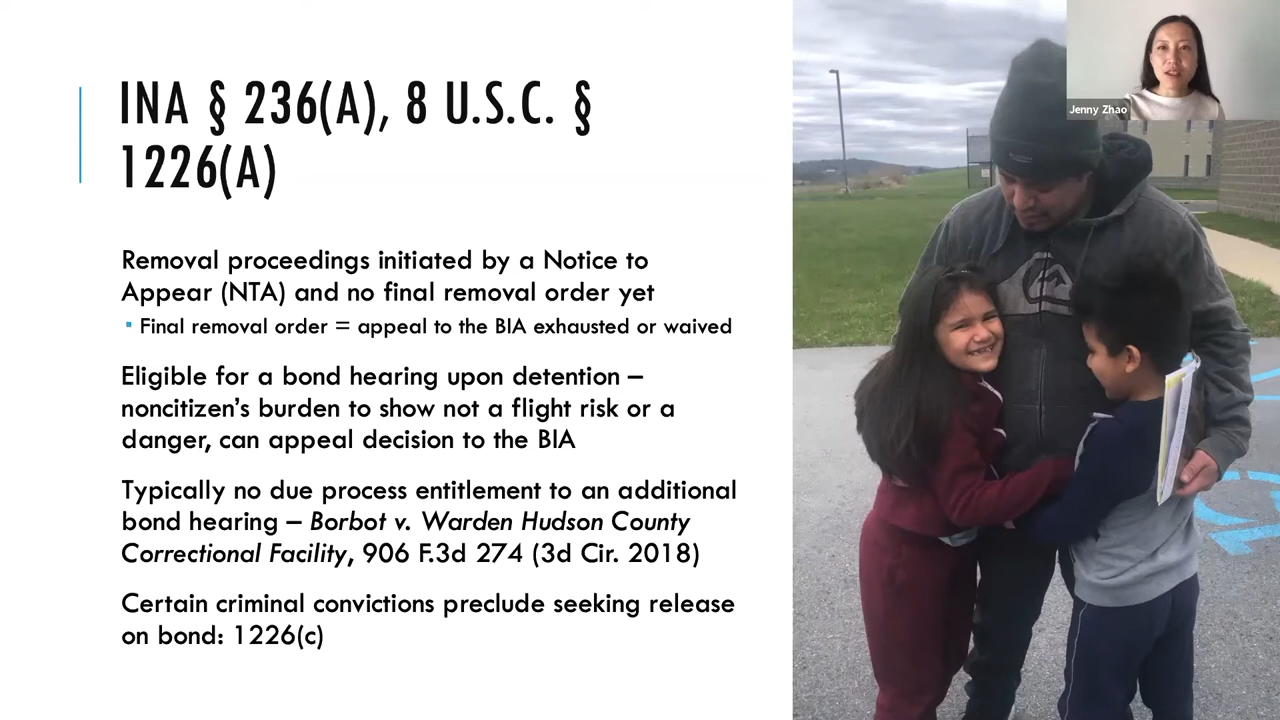 INA § 236(A), 8 U.S.C. §
1226(A)
Jenny Zhao
Removal proceedings initiated by a Notice to
Appear (NTA) and no final removal order yet
▪ Final removal order = appeal to the BIA exhausted or waived
Eligible for a bond hearing upon detention –
noncitizen’s burden to show not a flight risk or a
danger, can appeal decision to the BIA
Typically no due process entitlement to an additional
bond hearing – Borbot v. Warden Hudson County
Correctional Facility, 906 F.3d 274 (3d Cir. 2018)
Certain criminal convictions preclude seeking release
on bond: 1226(c)